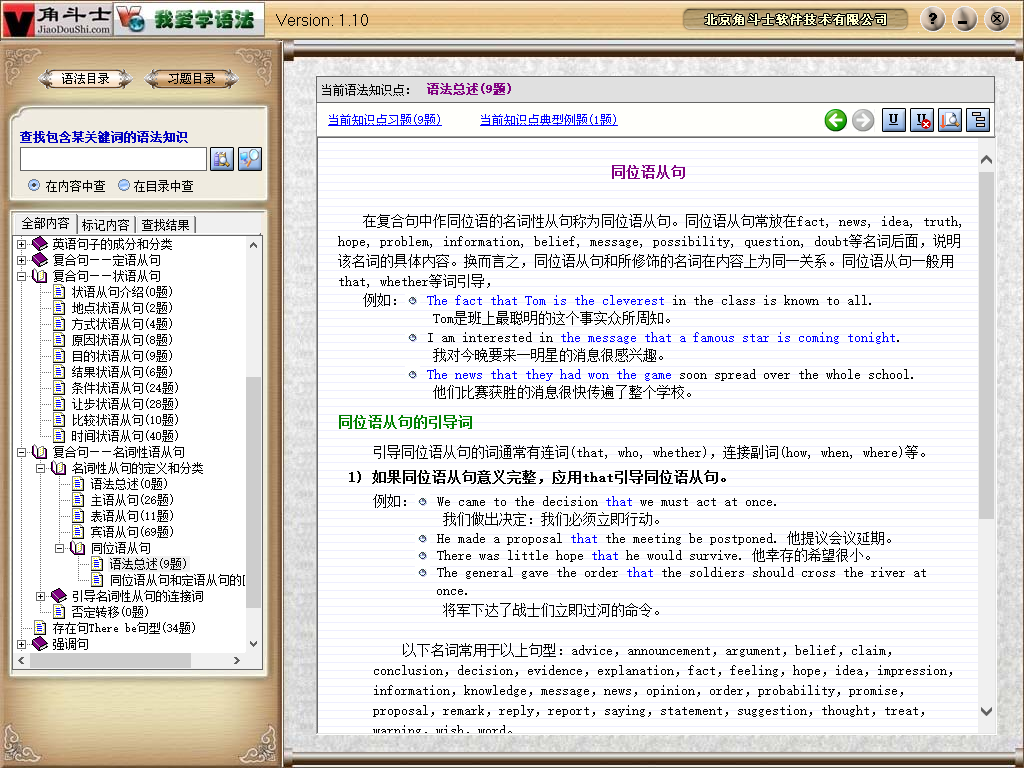 角斗士
JiaoDouShi.com
我爱学语法
Version: 1.10
北京角斗士软件技术有限公司
语法目录
习题目录
查找包含某关键词的语法知识
在内容中查
在目录中查
全部内容
标记内容
查找结果
英语句子的成分和分类
复合句一一定语从句
复合句一一状语从句
状语从句介绍(0题)
地点状语从句(2题)
方式状语从句(4题)
原因状语从句(8题)
目的状语从句(9题)
结果状语从句(6题)
条件状语从句(24题)
让步状语从句(28题)
比较状语从句(10题)
时间状语从句(40题)
复合句一一名词性语从句
名词性从句的定义和分类
语法总述(0题)
主语从句(26题)
表语从句(11题)
宾语从句(69题)
同位语从句
语法总述(9题)
同位语从句和定语从句的
引导名词性从句的连接词
否定转移(0题)
存在句There be句型(34题)
强调句
当前语法知识点: 语法总述(9题)
当前知识点习题(9题)
当前知识点典型例题(1题)
同位语从句
在复合句中作同位语的名词性从句称为同位语从句。同位语从句常放在fact, news, idea, truth,
hope, problem, information, belief, message, possibility, question, doubt等名词后面，说明
该名词的具体内容。换而言之，同位语从句和所修饰的名词在内容上为同一关系。同位语从句一般用
that, whether等词引导，
例如: The fact that Tom is the cleverest in the class is known to all.
Tom是班上最聪明的这个事实众所周知。
I am interested in the message that a famous star is coming tonight.
我对今晚要来一明星的消息很感兴趣。
The news that they had won the game soon spread over the whole school.
他们比赛获胜的消息很快传遍了整个学校。
同位语从句的引导词
引导同位语从句的词通常有连词(that, who, whether)，连接副词(how, when, where)等。
1) 如果同位语从句意义完整，应用that引导同位语从句。
例如: We came to the decision that we must act at once.
我们做出决定：我们必须立即行动。
He made a proposal that the meeting be postponed. 他提议会议延期。
There was little hope that he would survive. 他幸存的希望很小。
The general gave the order that the soldiers should cross the river at
once.
将军下达了战士们立即过河的命令。
以下名词常用于以上句型：advice，announcement，argument，belief，claim，
conclusion，decision，evidence，explanation，fact，feeling，hope，idea，impression，
information，knowledge，message，news，opinion，order，probability，promise，
proposal，remark，reply，report，saying，statement，suggestion，thought，treat，
warning，wish，word。